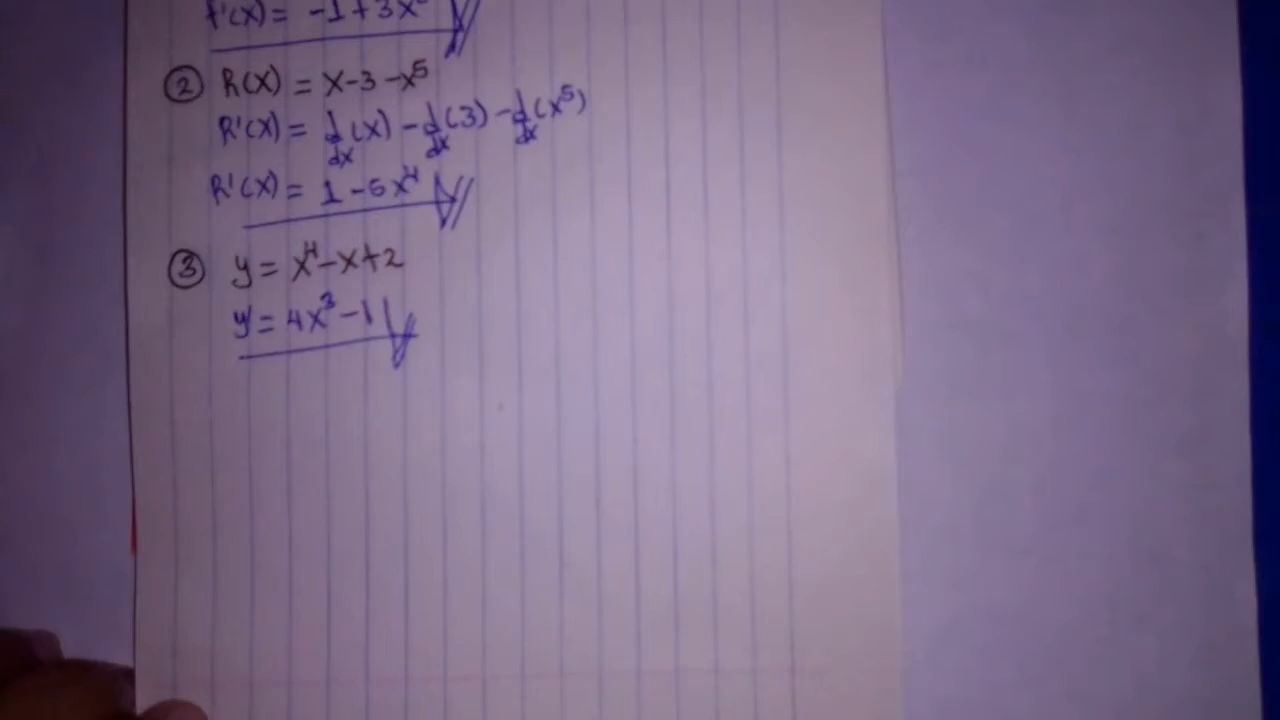 f'(x) = -1 + 3x²
② R(x) = x - 3 - x⁵
R'(x) = d/dx (x) - d/dx (3) - d/dx (x⁵)
R'(x) = 1 - 5x⁴
③ y = x⁴ - x + 2
y' = 4x³ - 1